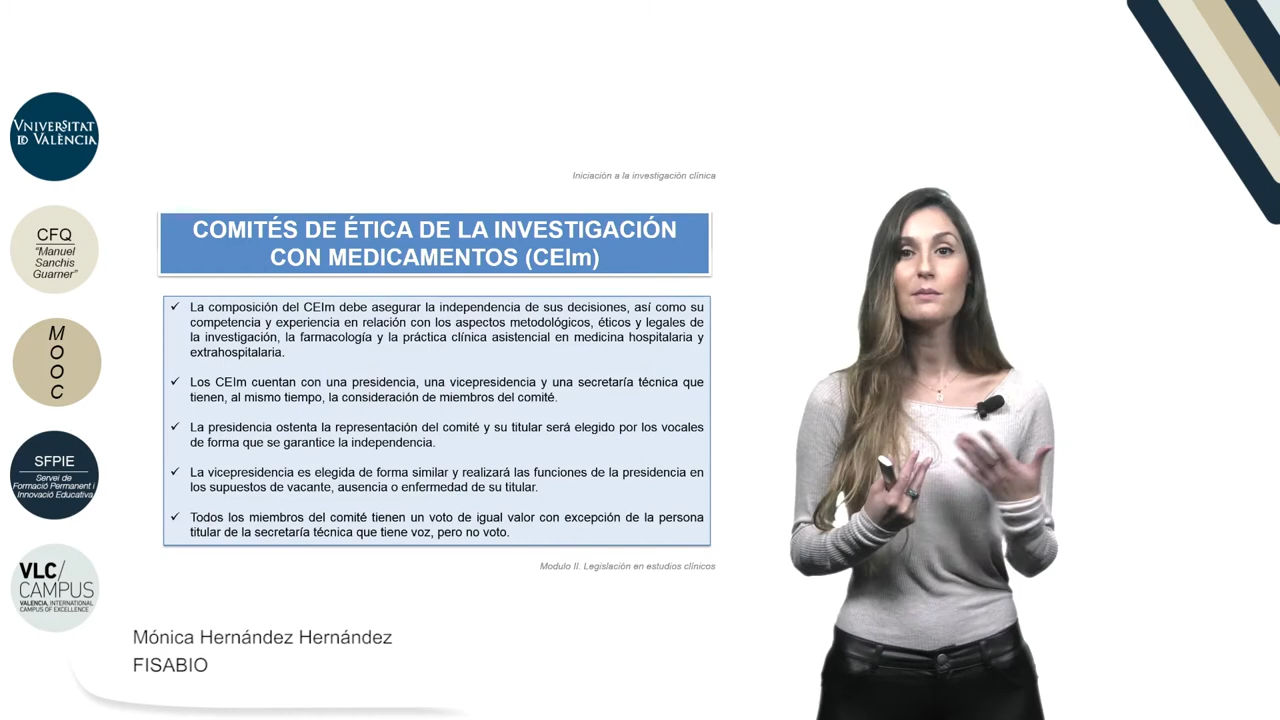 VNIVERSITAT
ID VALÈNCIA
CFQ
"Manuel
Sanchis
Guarner"
M
O
O
C
SFPIE
Servei de
Formació Permanent i
Innovació Educativa
VLC/
CAMPUS
VALENCIA, INTERNATIONAL
CAMPUS OF EXCELLENCE
Iniciación a la investigación clínica
COMITÉS DE ÉTICA DE LA INVESTIGACIÓN
CON MEDICAMENTOS (CEIm)
✓ La composición del CEIm debe asegurar la independencia de sus decisiones, así como su
competencia y experiencia en relación con los aspectos metodológicos, éticos y legales de
la investigación, la farmacología y la práctica clínica asistencial en medicina hospitalaria y
extrahospitalaria.
✓ Los CEIm cuentan con una presidencia, una vicepresidencia y una secretaría técnica que
tienen, al mismo tiempo, la consideración de miembros del comité.
✓ La presidencia ostenta la representación del comité y su titular será elegido por los vocales
de forma que se garantice la independencia.
✓ La vicepresidencia es elegida de forma similar y realizará las funciones de la presidencia en
los supuestos de vacante, ausencia o enfermedad de su titular.
✓ Todos los miembros del comité tienen un voto de igual valor con excepción de la persona
titular de la secretaría técnica que tiene voz, pero no voto.
Modulo II. Legislación en estudios clínicos
Mónica Hernández Hernández
FISABIO